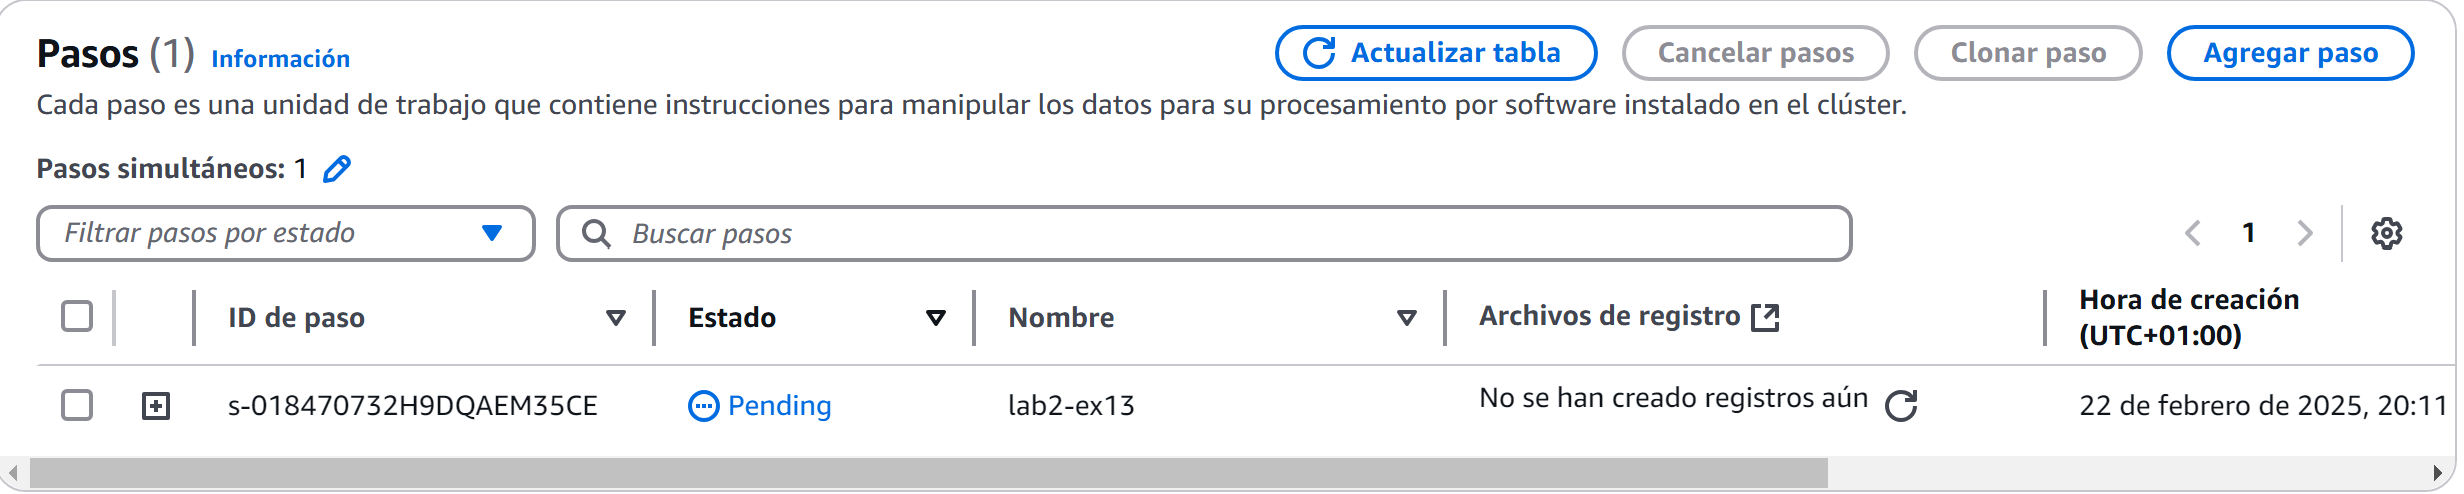 Pasos (1) Información
Actualizar tabla
Cancelar pasos
Clonar paso
Agregar paso
Cada paso es una unidad de trabajo que contiene instrucciones para manipular los datos para su procesamiento por software instalado en el clúster.
Pasos simultáneos: 1
Filtrar pasos por estado
Buscar pasos
1
ID de paso
Estado
Nombre
Archivos de registro
Hora de creación
(UTC+01:00)
s-018470732H9DQAEM35CE
Pending
lab2-ex13
No se han creado registros aún
22 de febrero de 2025, 20:11